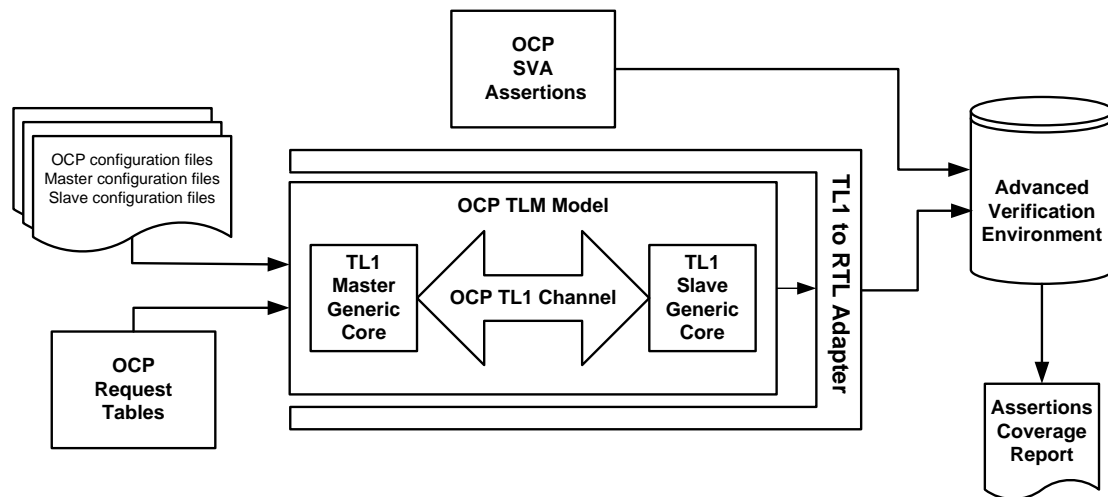 OCP
SVA
Assertions
OCP configuration files
Master configuration files
Slave configuration files
OCP TLM Model
TL1
Master
Generic
Core
OCP TL1 Channel
TL1
Slave
Generic
Core
TL1 to RTL Adapter
Advanced
Verification
Environment
OCP
Request
Tables
Assertions
Coverage
Report